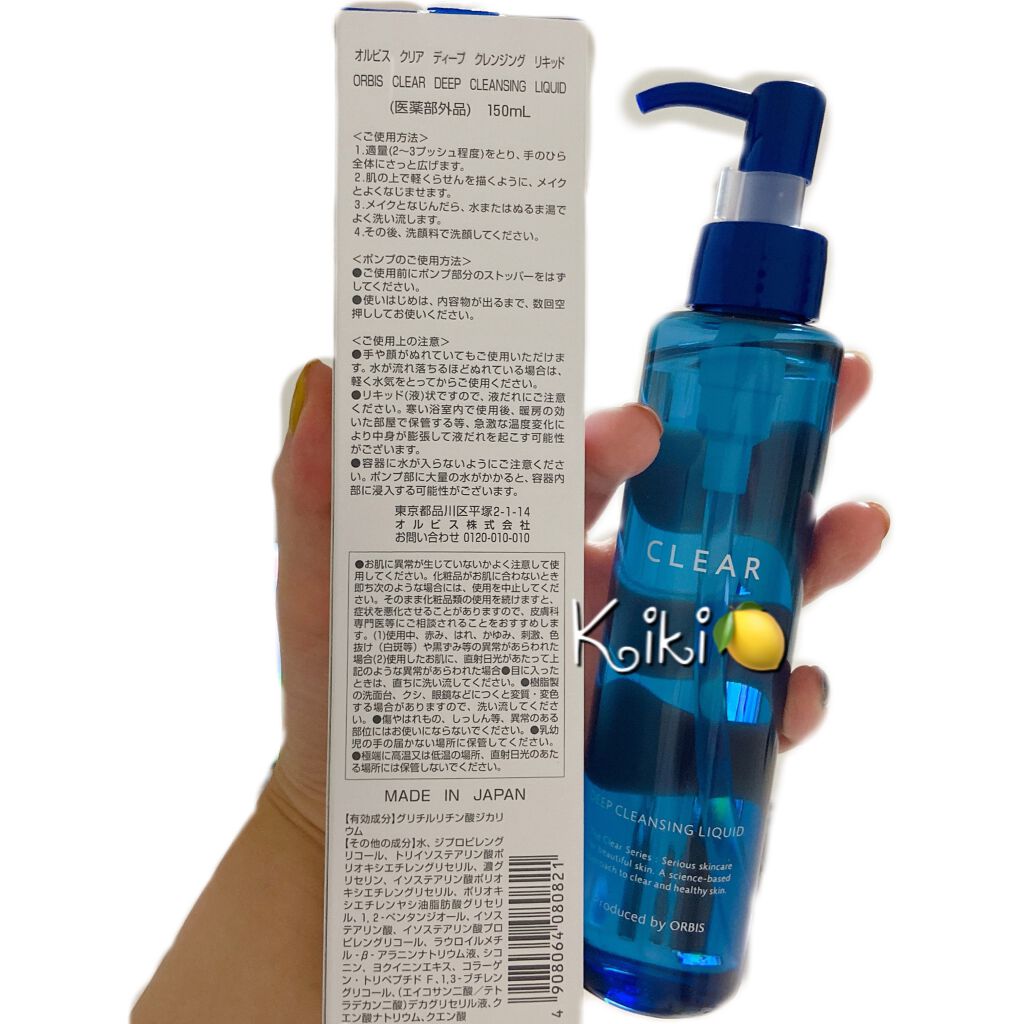 オルビス クリア ディープ クレンジング リキッド
ORBIS CLEAR DEEP CLEANSING LIQUID
(医薬部外品) 150mL
<ご使用方法>
1.適量(2〜3プッシュ程度)をとり、手のひら
全体にさっと広げます。
2.肌の上で軽くらせんを描くように、メイク
とよくなじませます。
3.メイクとなじんだら、水またはぬるま湯で
よく洗い流します。
4.その後、洗顔料で洗顔してください。
<ポンプのご使用方法>
●ご使用前にポンプ部分のストッパーをはず
してください。
●使いはじめは、内容物が出るまで、数回空
押ししてお使いください。
<ご使用上の注意>
●手や顔がぬれていてもご使用いただけま
す。水が流れ落ちるほどぬれている場合は、
軽く水気をとってからご使用ください。
●リキッド(液)状ですので、液だれにご注意
ください。寒い浴室内で使用後、暖房の効
いた部屋で保管する等、急激な温度変化に
より中身が膨張して液だれを起こす可能性
がございます。
●容器に水が入らないようにご注意くださ
い。ポンプ部に大量の水がかかると、容器内
部に浸入する可能性がございます。
東京都品川区平塚2-1-14
オルビス株式会社
お問い合わせ 0120-010-010
●お肌に異常が生じていないかよく注意して使
用してください。化粧品がお肌に合わないとき
即ち次のような場合には、使用を中止してくだ
さい。そのまま化粧品類の使用を続けますと、
症状を悪化させることがありますので、皮膚科
専門医等にご相談されることをおすすめしま
す。(1)使用中、赤み、はれ、かゆみ、刺激、色
抜け(白斑等)や黒ずみ等の異常があらわれた
場合(2)使用したお肌に、直射日光があたって上
記のような異常があらわれた場合●目に入った
ときは、直ちに洗い流してください。●樹脂製
の洗面台、クシ、眼鏡などにつくと変質・変色
する場合がありますので、洗い流してくださ
い。●傷やはれもの、しっしん等、異常のある
部位にはお使いにならないでください。●乳幼
児の手の届かない場所に保管してください。
●極端に高温又は低温の場所、直射日光のあた
る場所には保管しないでください。
MADE IN JAPAN
【有効成分】グリチルリチン酸ジカリ
ウム
【その他の成分】水、ジプロピレング
リコール、トリイソステアリン酸ポ
リオキシエチレングリセリル、濃グ
リセリン、イソステアリン酸ポリオ
キシエチレングリセリル、ポリオキ
シエチレンヤシ油脂肪酸グリセリ
ル、1,2-ペンタンジオール、イソス
テアリン酸、イソステアリン酸プロ
ピレングリコール、ラウロイルメチ
ル-β-アラニンナトリウム液、シコ
ニン、ヨクイニンエキス、コラーゲ
ン・トリペプチド F、1,3-ブチレン
グリコール、(エイコサン二酸/テト
ラデカン二酸)デカグリセリル液、ク
エン酸ナトリウム、クエン酸
4 908064 080821
CLEAR
Kiki
DEEP CLEANSING LIQUID
Clear Series : Serious skincare
beautiful skin. A science-based
to clear and healthy skin.
Produced by ORBIS